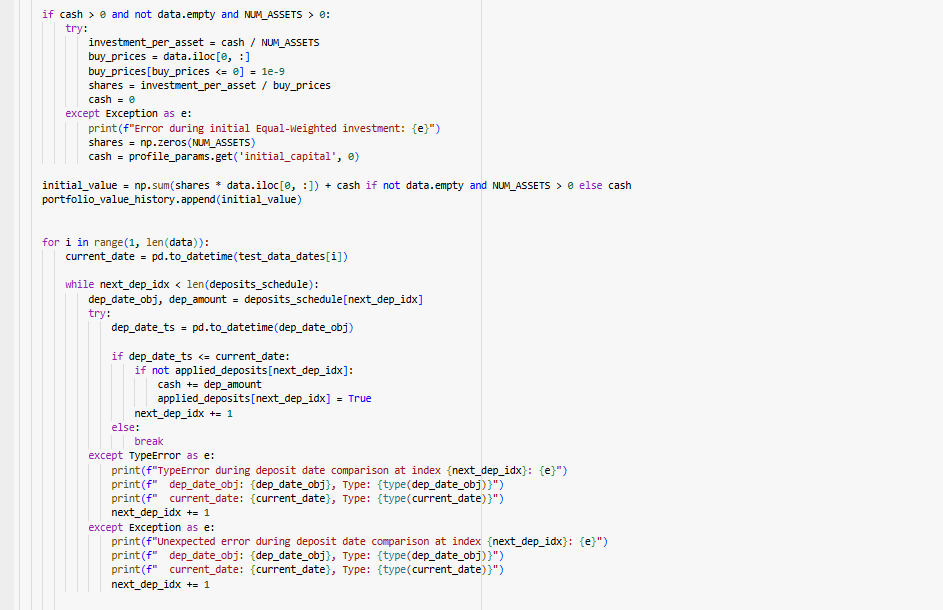 if cash > 0 and not data.empty and NUM_ASSETS > 0:
    try:
        investment_per_asset = cash / NUM_ASSETS
        buy_prices = data.iloc[0, :]
        buy_prices[buy_prices <= 0] = 1e-9
        shares = investment_per_asset / buy_prices
        cash = 0
    except Exception as e:
        print(f"Error during initial Equal-Weighted investment: {e}")
        shares = np.zeros(NUM_ASSETS)
        cash = profile_params.get('initial_capital', 0)
initial_value = np.sum(shares * data.iloc[0, :]) + cash if not data.empty and NUM_ASSETS > 0 else cash
portfolio_value_history.append(initial_value)
for i in range(1, len(data)):
    current_date = pd.to_datetime(test_data_dates[i])
    while next_dep_idx < len(deposits_schedule):
        dep_date_obj, dep_amount = deposits_schedule[next_dep_idx]
        try:
            dep_date_ts = pd.to_datetime(dep_date_obj)
            if dep_date_ts <= current_date:
                if not applied_deposits[next_dep_idx]:
                    cash += dep_amount
                    applied_deposits[next_dep_idx] = True
                next_dep_idx += 1
            else:
                break
        except TypeError as e:
            print(f"TypeError during deposit date comparison at index {next_dep_idx}: {e}")
            print(f"  dep_date_obj: {dep_date_obj}, Type: {type(dep_date_obj)}")
            print(f"  current_date: {current_date}, Type: {type(current_date)}")
            next_dep_idx += 1
        except Exception as e:
            print(f"Unexpected error during deposit date comparison at index {next_dep_idx}: {e}")
            print(f"  dep_date_obj: {dep_date_obj}, Type: {type(dep_date_obj)}")
            print(f"  current_date: {current_date}, Type: {type(current_date)}")
            next_dep_idx += 1